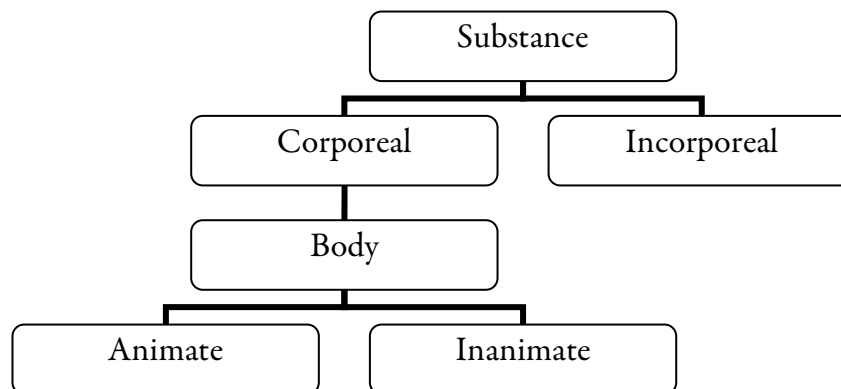 Substance
Corporeal
Incorporeal
Body
Animate
Inanimate